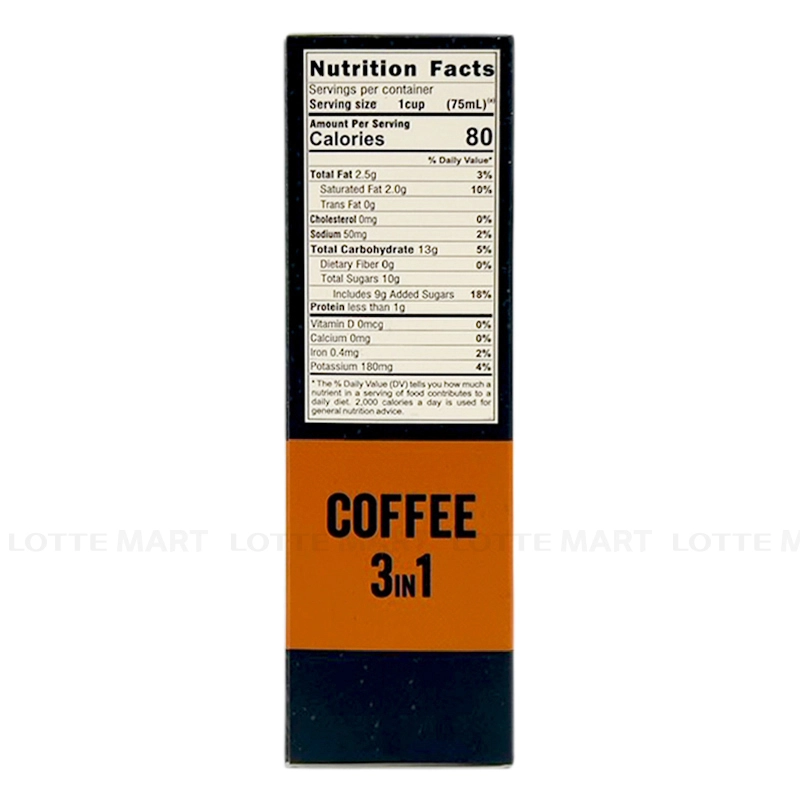 Nutrition Facts
Servings per container
Serving size 1cup (75mL)(*)
Amount Per Serving
Calories 80
% Daily Value*
Total Fat 2.5g 3%
Saturated Fat 2.0g 10%
Trans Fat 0g
Cholesterol 0mg 0%
Sodium 50mg 2%
Total Carbohydrate 13g 5%
Dietary Fiber 0g 0%
Total Sugars 10g
Includes 9g Added Sugars 18%
Protein less than 1g
Vitamin D 0mcg 0%
Calcium 0mg 0%
Iron 0.4mg 2%
Potassium 180mg 4%
* The % Daily Value (DV) tells you how much a
nutrient in a serving of food contributes to a
daily diet. 2,000 calories a day is used for
general nutrition advice.
COFFEE
LOTTE MART LOTTE MART LOTTE MART LOTTE M
3IN1